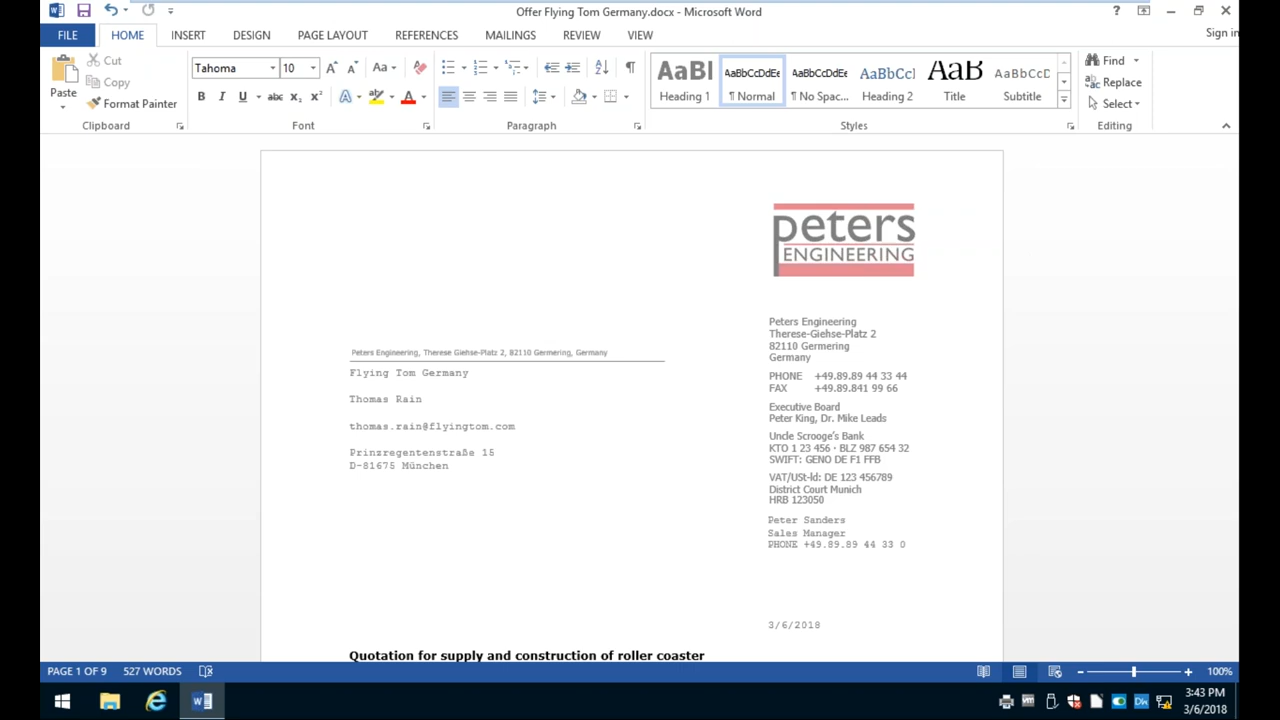 Offer Flying Tom Germany.docx - Microsoft Word
Sign in
FILE HOME INSERT DESIGN PAGE LAYOUT REFERENCES MAILINGS REVIEW VIEW
Paste
Cut
Copy
Format Painter
Clipboard
Tahoma 10
Font
Paragraph
AaBl AaBbCcDdEe AaBbCcDdEe AaBbCcl AaB AaBbCcD
Heading 1 ¶ Normal ¶ No Spac... Heading 2 Title Subtitle
Styles
Find
Replace
Select
Editing
peters
ENGINEERING
Peters Engineering
Therese-Giehse-Platz 2
82110 Germering
Germany
PHONE +49.89.89 44 33 44
FAX +49.89.841 99 66
Executive Board
Peter King, Dr. Mike Leads
Uncle Scrooge's Bank
KTO 1 23 456 · BLZ 987 654 32
SWIFT: GENO DE F1 FFB
VAT/USt-ld: DE 123 456789
District Court Munich
HRB 123050
Peter Sanders
Sales Manager
PHONE +49.89.89 44 33 0
3/6/2018
Peters Engineering, Therese Giehse-Platz 2, 82110 Germering, Germany
Flying Tom Germany
Thomas Rain
thomas.rain@flyingtom.com
Prinzregentenstraße 15
D-81675 München
Quotation for supply and construction of roller coaster
PAGE 1 OF 9 527 WORDS 100%
3:43 PM
3/6/2018